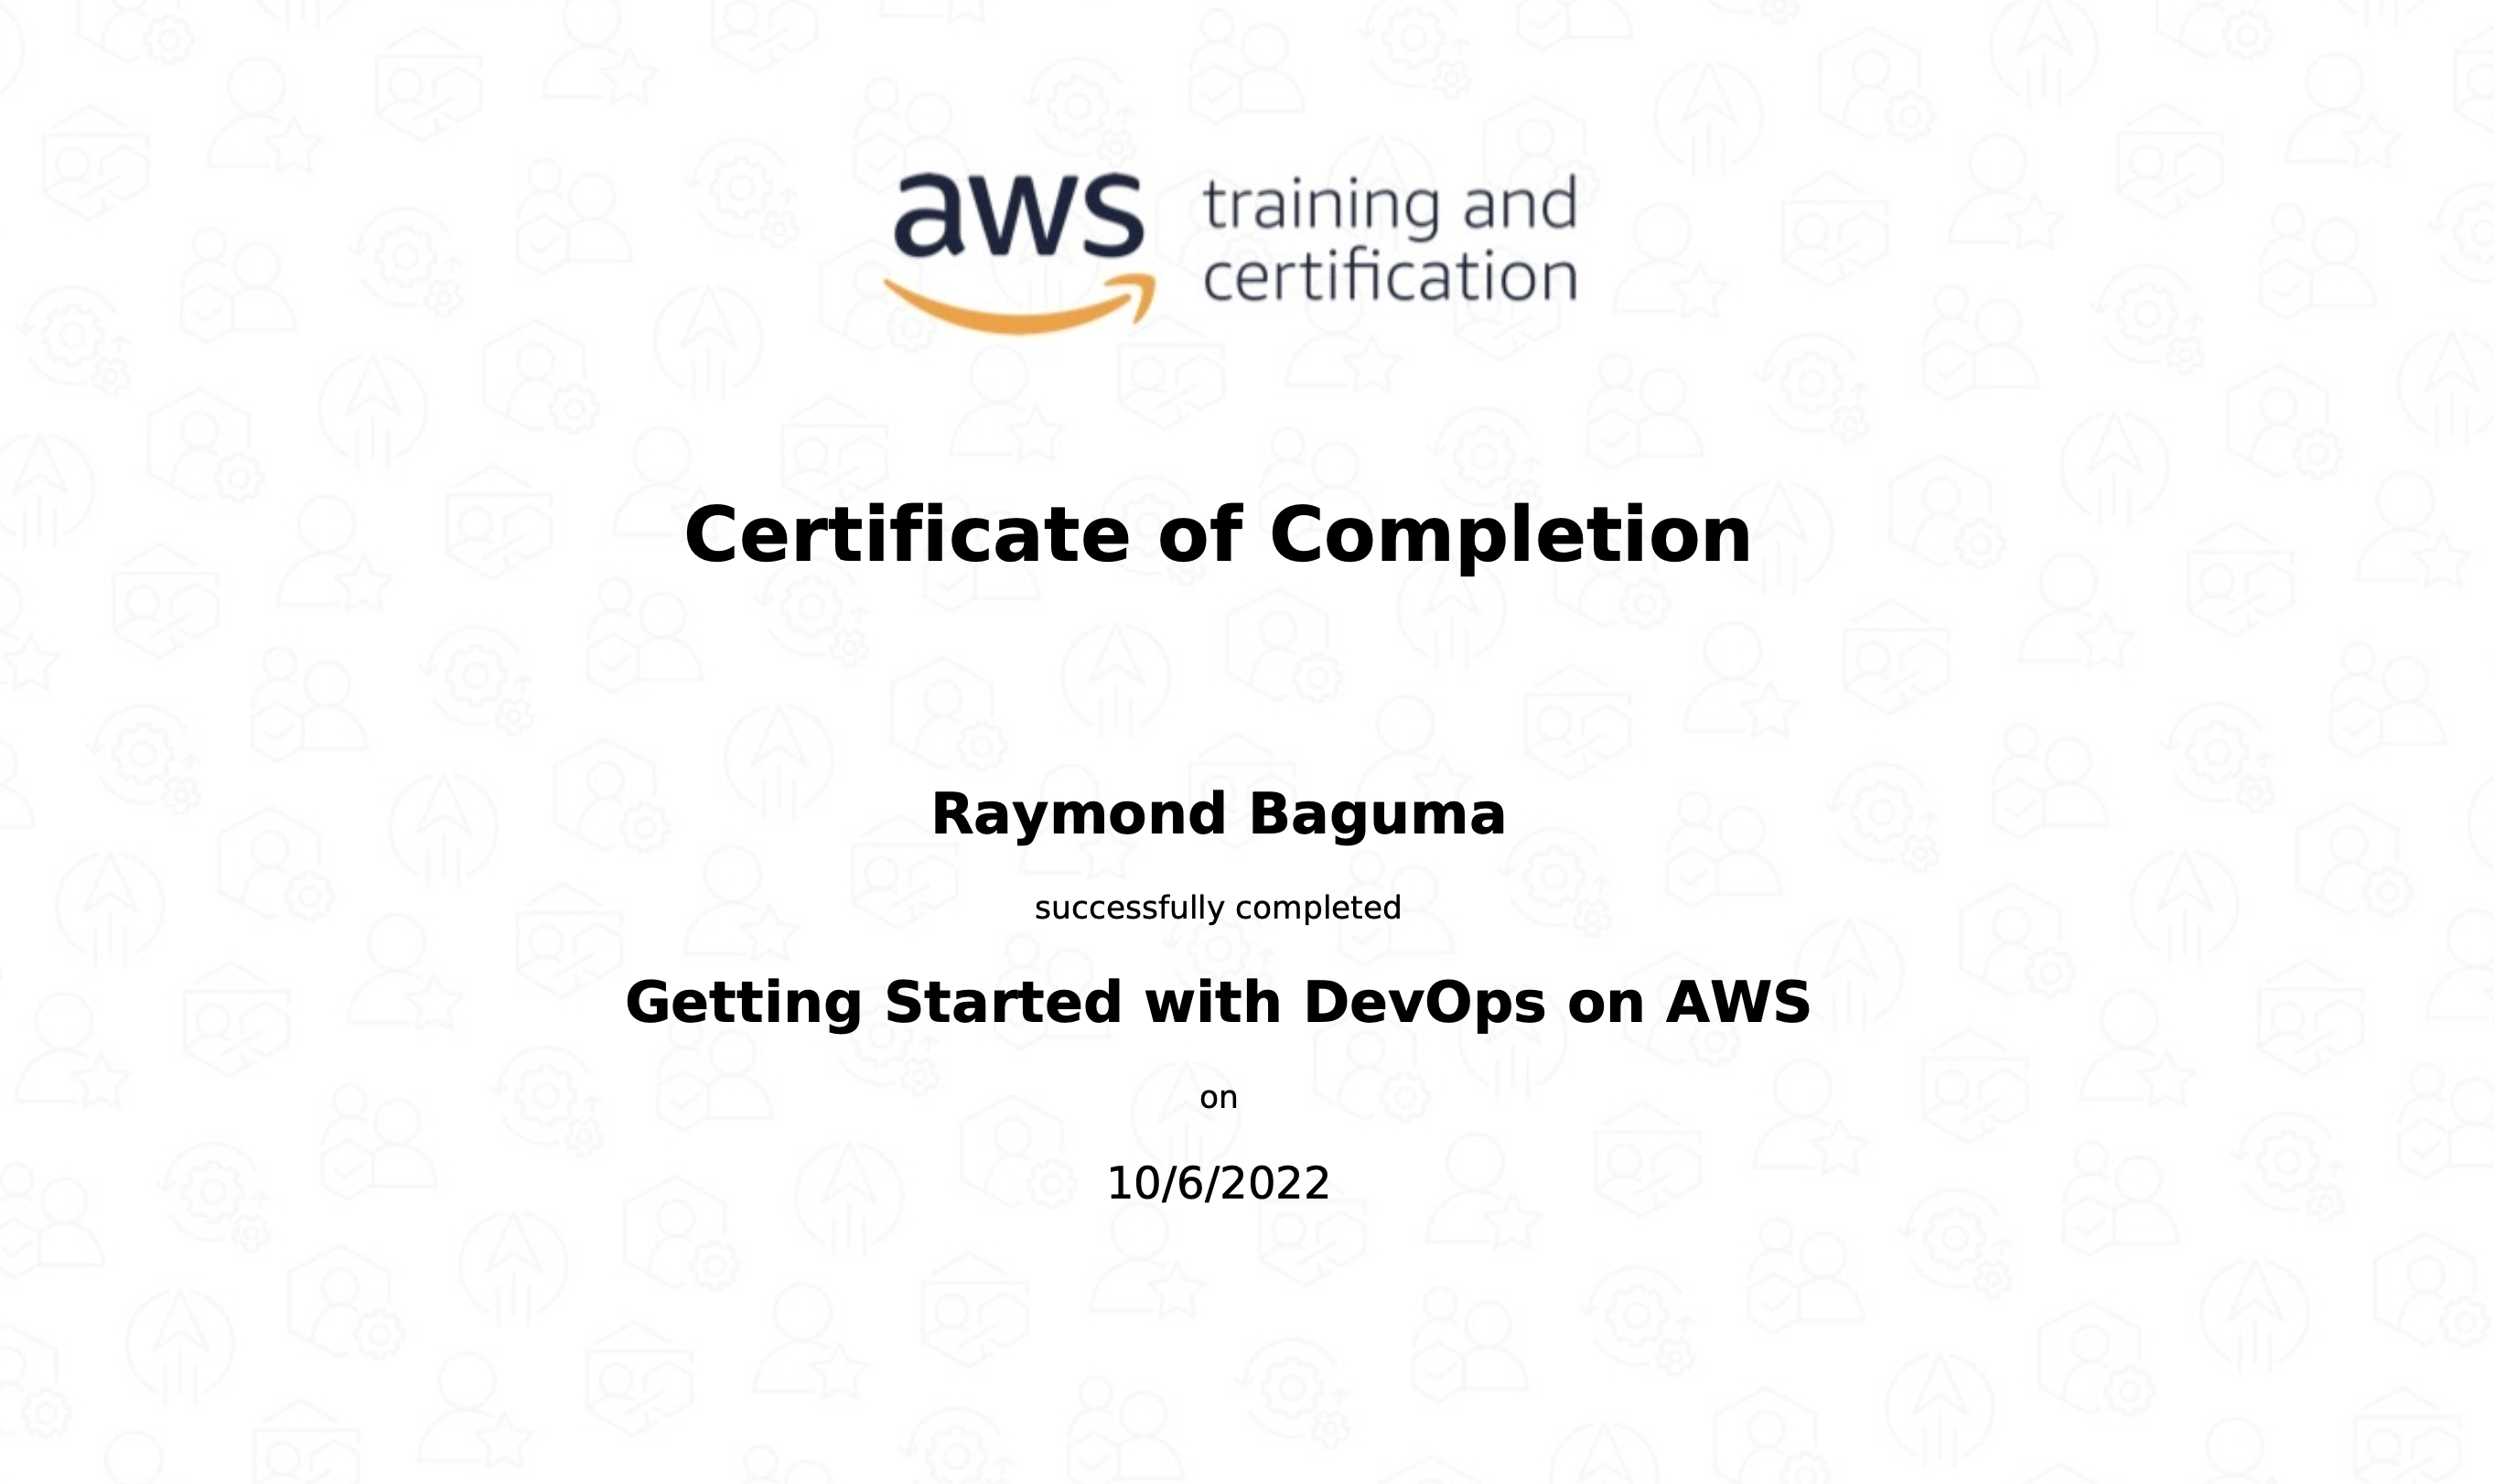 aws training and
certification
Certificate of Completion
Raymond Baguma
successfully completed
Getting Started with DevOps on AWS
on
10/6/2022